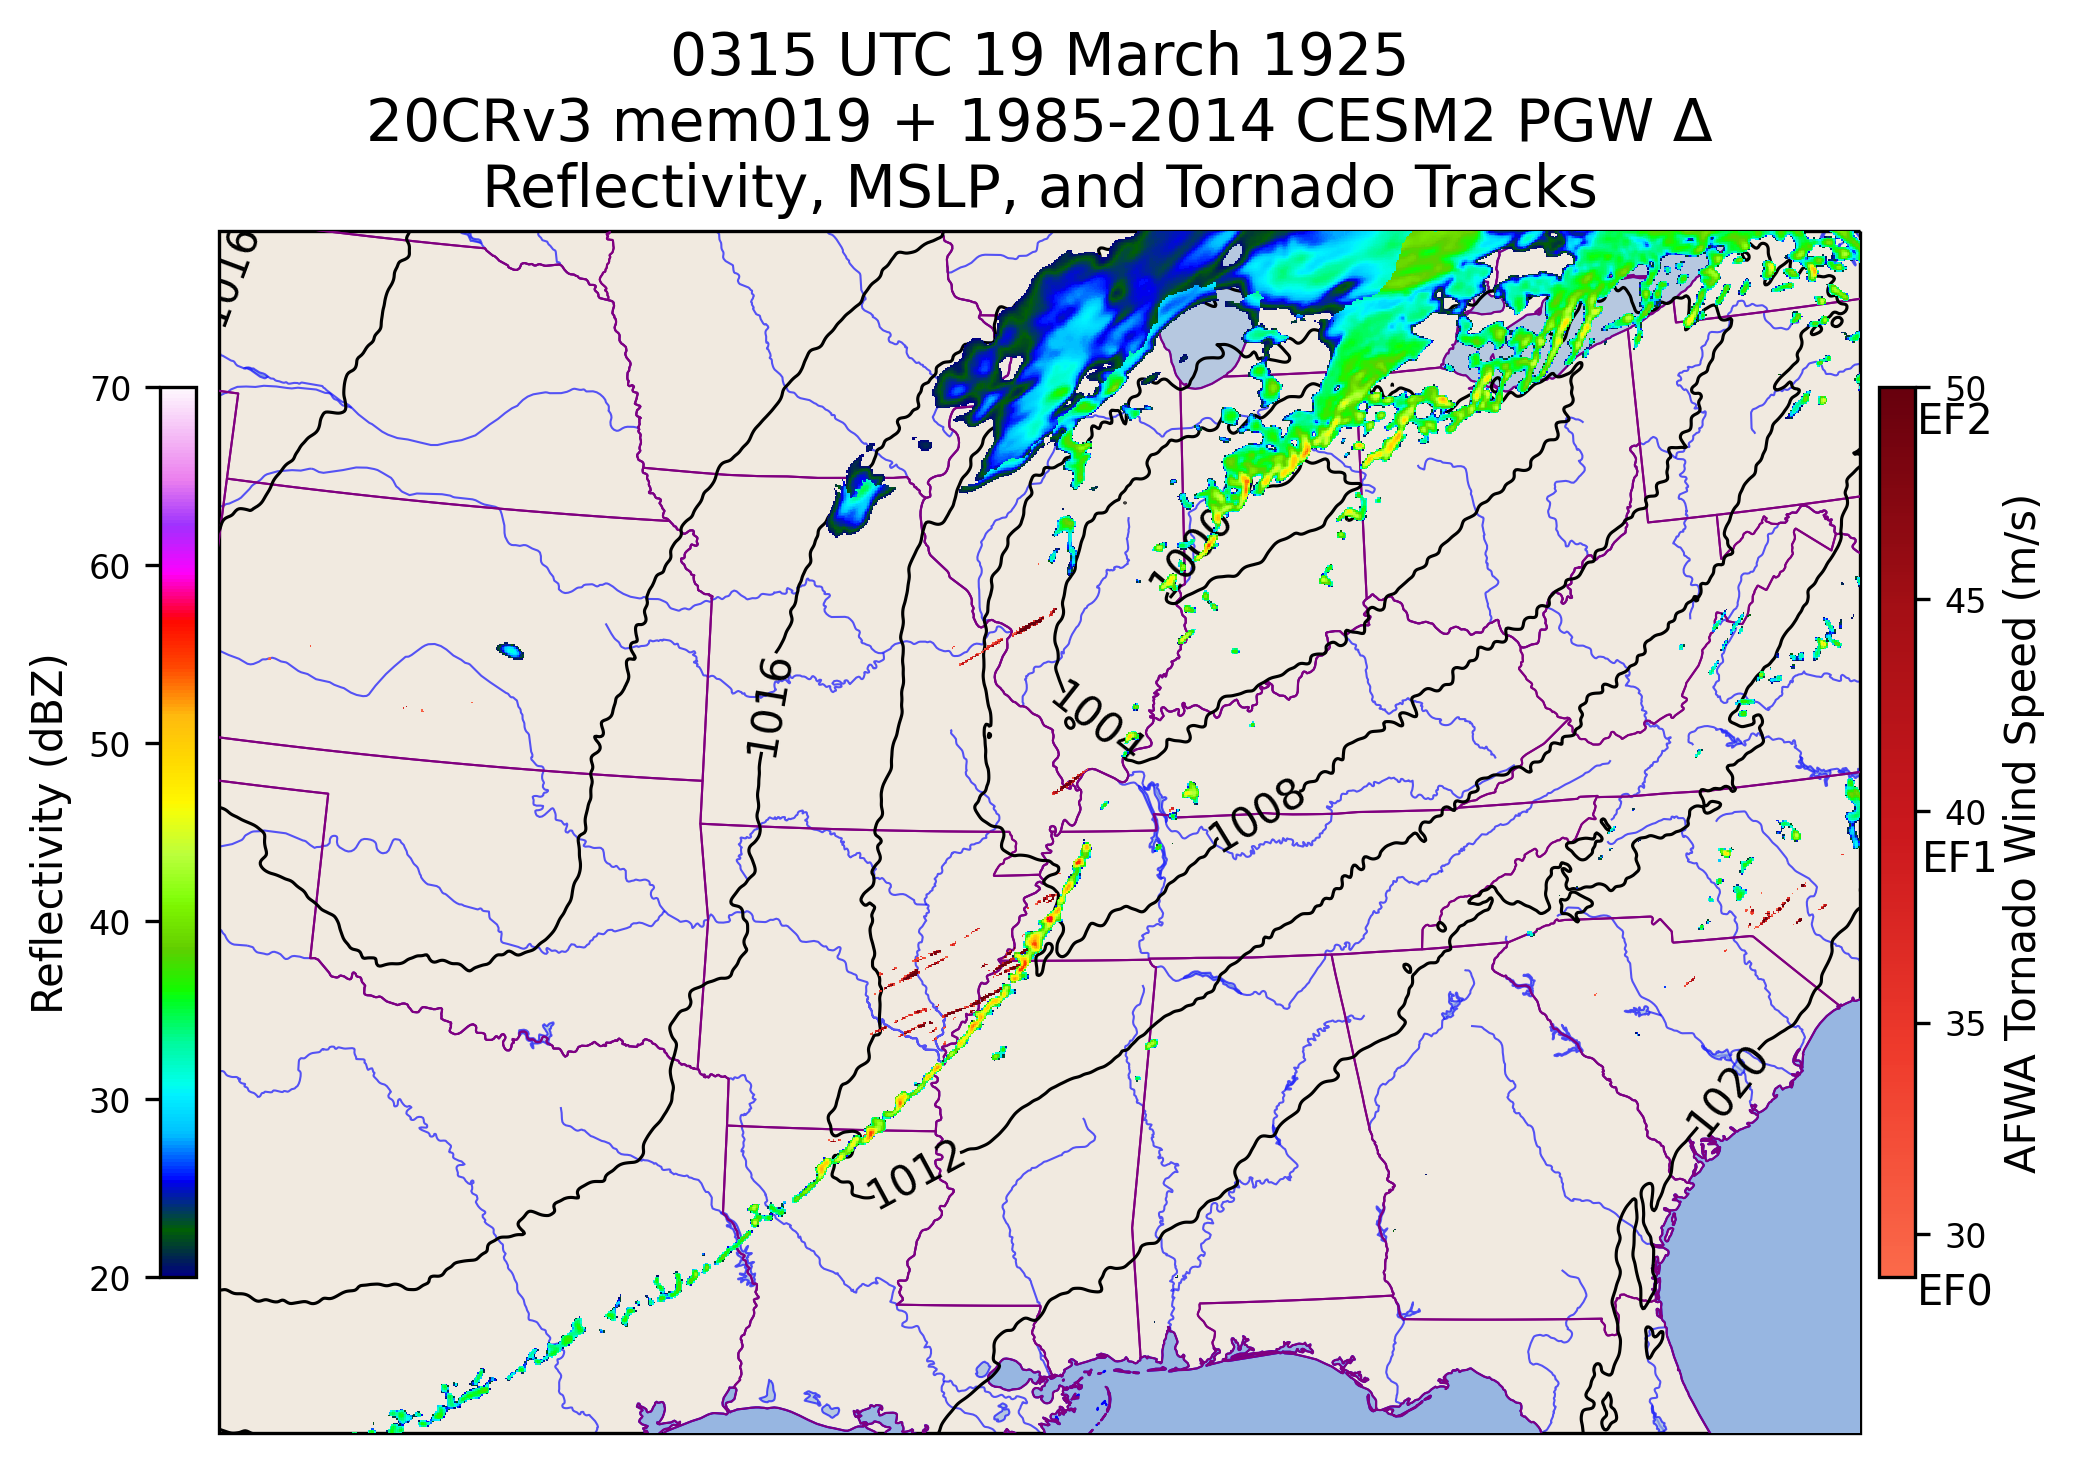 0315 UTC 19 March 1925
20CRv3 mem019 + 1985-2014 CESM2 PGW Δ
Reflectivity, MSLP, and Tornado Tracks
1016
70
60
50
40
30
20
Reflectivity (dBZ)
1000
1016
1004
1008
1012
1020
50
EF2
45
40
EF1
35
30
EF0
AFWA Tornado Wind Speed (m/s)